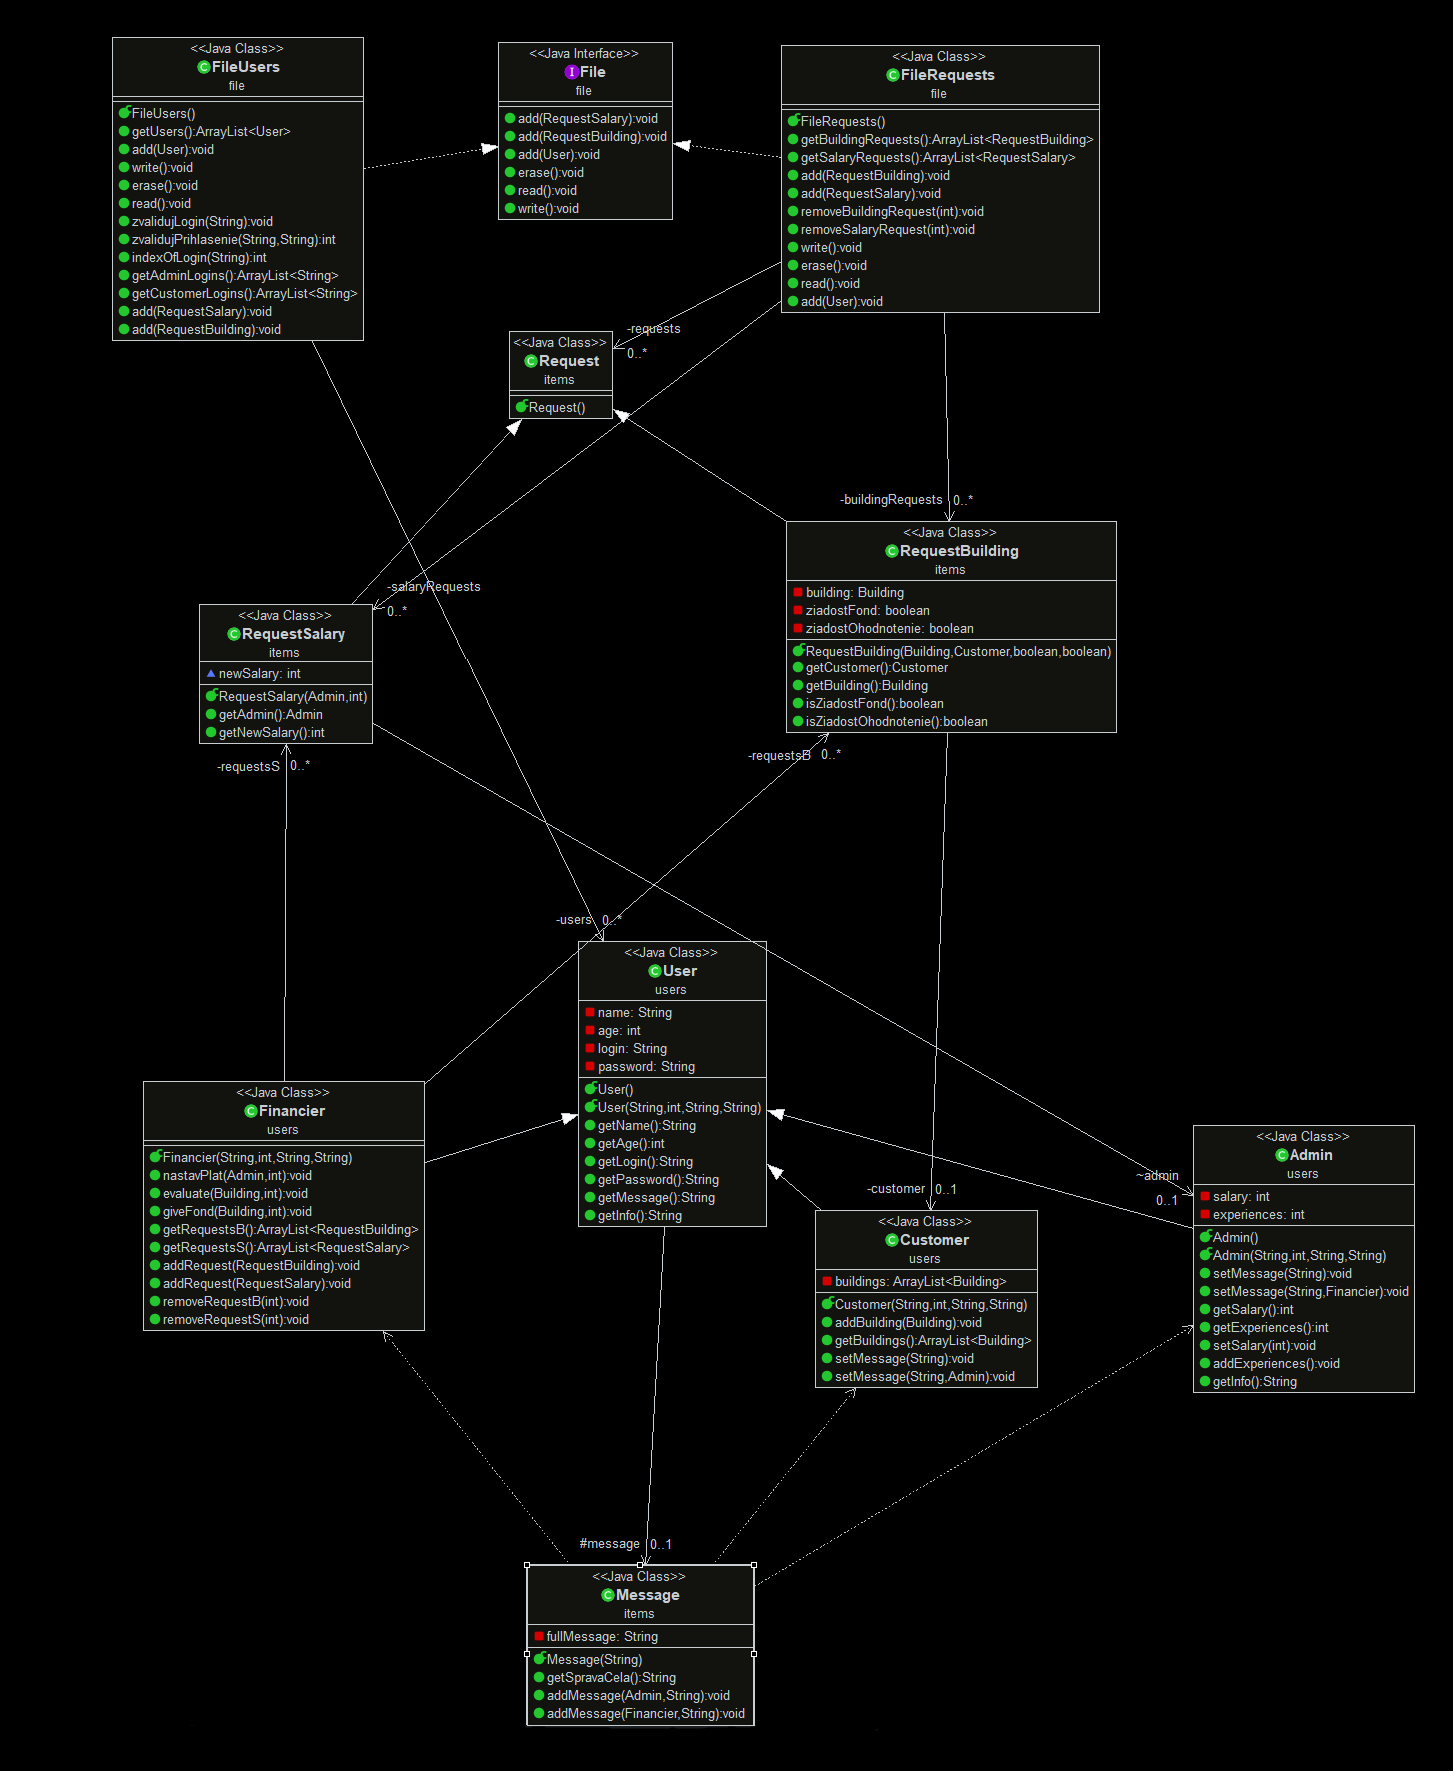 <<Java Class>>
FileUsers
file
FileUsers()
getUsers():ArrayList<User>
add(User):void
write():void
erase():void
read():void
zvalidujLogin(String):void
zvalidujPrihlasenie(String,String):int
indexOfLogin(String):int
getAdminLogins():ArrayList<String>
getCustomerLogins():ArrayList<String>
add(RequestSalary):void
add(RequestBuilding):void
<<Java Interface>>
File
file
add(RequestSalary):void
add(RequestBuilding):void
add(User):void
erase():void
read():void
write():void
<<Java Class>>
FileRequests
file
FileRequests()
getBuildingRequests():ArrayList<RequestBuilding>
getSalaryRequests():ArrayList<RequestSalary>
add(RequestBuilding):void
add(RequestSalary):void
removeBuildingRequest(int):void
removeSalaryRequest(int):void
write():void
erase():void
read():void
add(User):void
-requests
0..*
<<Java Class>>
Request
items
Request()
-buildingRequests 0..*
<<Java Class>>
RequestBuilding
items
building: Building
ziadostFond: boolean
ziadostOhodnotenie: boolean
RequestBuilding(Building,Customer,boolean,boolean)
getCustomer():Customer
getBuilding():Building
isZiadostFond():boolean
isZiadostOhodnotenie():boolean
-salaryRequests
0..*
<<Java Class>>
RequestSalary
items
newSalary: int
RequestSalary(Admin,int)
getAdmin():Admin
getNewSalary():int
-requestsS 0..*
-requestsB 0..*
-users 0..*
<<Java Class>>
User
users
name: String
age: int
login: String
password: String
User()
User(String,int,String,String)
getName():String
getAge():int
getLogin():String
getPassword():String
getMessage():String
getInfo():String
<<Java Class>>
Financier
users
Financier(String,int,String,String)
nastavPlat(Admin,int):void
evaluate(Building,int):void
giveFond(Building,int):void
getRequestsB():ArrayList<RequestBuilding>
getRequestsS():ArrayList<RequestSalary>
addRequest(RequestBuilding):void
addRequest(RequestSalary):void
removeRequestB(int):void
removeRequestS(int):void
-customer 0..1
<<Java Class>>
Customer
users
buildings: ArrayList<Building>
Customer(String,int,String,String)
addBuilding(Building):void
getBuildings():ArrayList<Building>
setMessage(String):void
setMessage(String,Admin):void
~admin
0..1
<<Java Class>>
Admin
users
salary: int
experiences: int
Admin()
Admin(String,int,String,String)
setMessage(String):void
setMessage(String,Financier):void
getSalary():int
getExperiences():int
setSalary(int):void
addExperiences():void
getInfo():String
#message 0..1
<<Java Class>>
Message
items
fullMessage: String
Message(String)
getSpravaCela():String
addMessage(Admin,String):void
addMessage(Financier,String):void